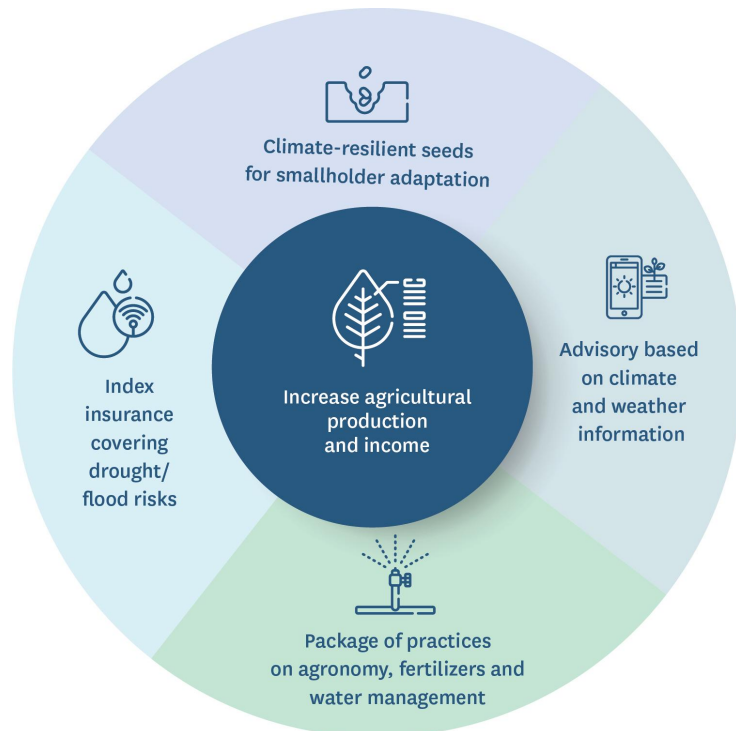 Climate-resilient seeds
for smallholder adaptation
Advisory based
on climate
and weather
information
Package of practices
on agronomy, fertilizers and
water management
Index
insurance
covering
drought/
flood risks
Increase agricultural
production
and income